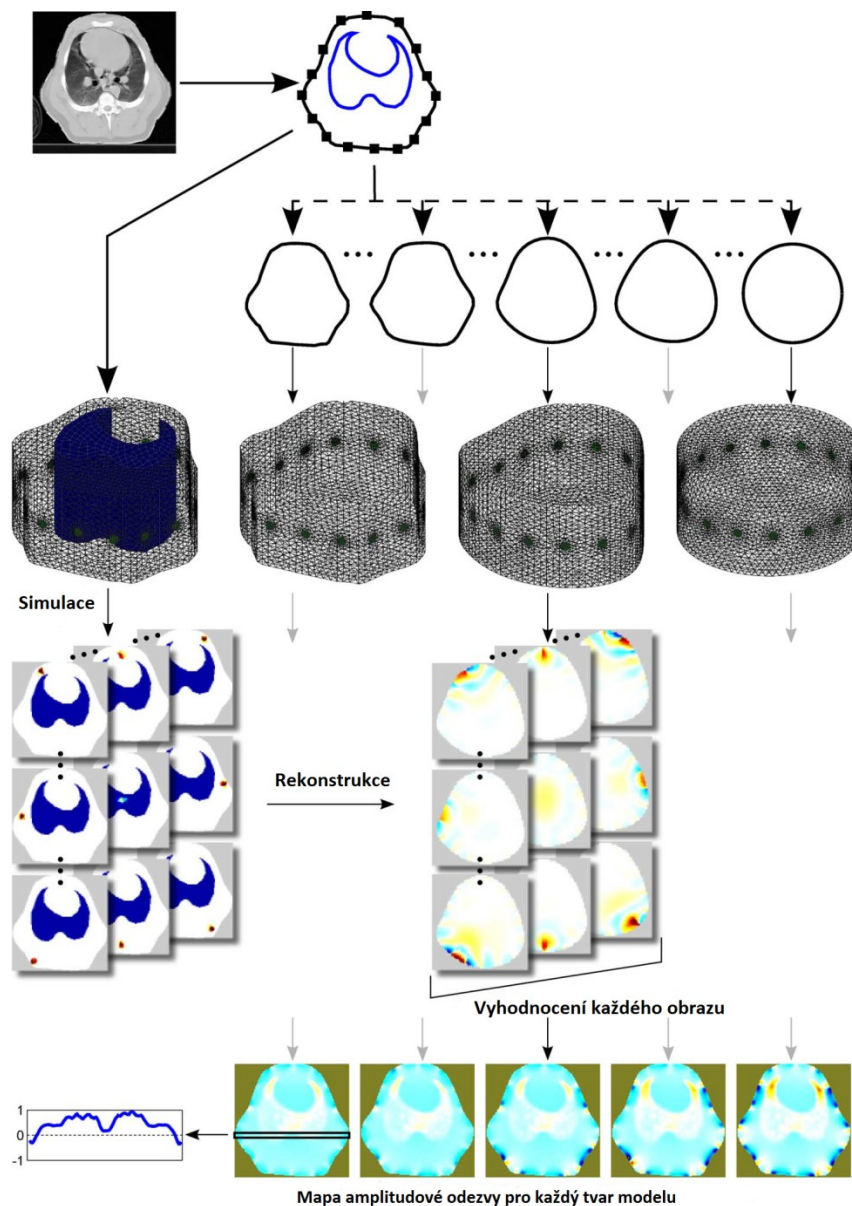 Simulace
Rekonstrukce
Vyhodnocení každého obrazu
1
0
-1
Mapa amplitudové odezvy pro každý tvar modelu